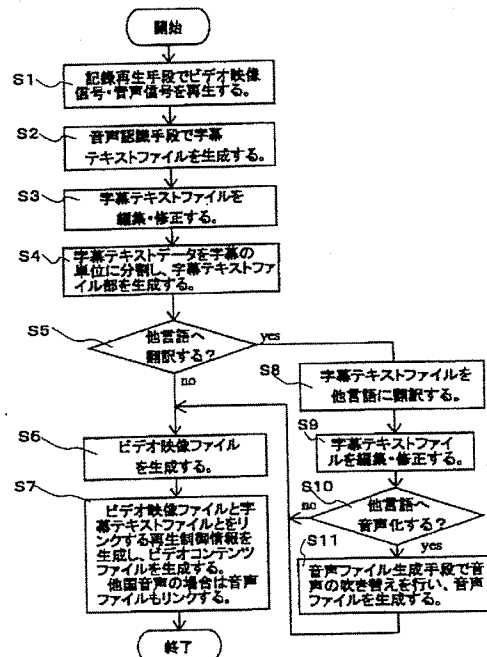 開始
S1
記録再生手段でビデオ映像
信号・音声信号を再生する。
S2
音声認識手段で字幕
テキストファイルを生成する。
S3
字幕テキストファイルを
編集・修正する。
S4
字幕テキストデータを字幕の
単位に分割し、字幕テキストファ
イル部を生成する。
S5
他言語へ
翻訳する？
yes
no
S8
字幕テキストファイルを
他言語に翻訳する。
S9
字幕テキストファイ
ルを編集・修正する。
S10
他言語へ
音声化する？
no
yes
S11
音声ファイル生成手段で音
声の吹き替えを行い、音声
ファイルを生成する。
S6
ビデオ映像ファイル
を生成する。
S7
ビデオ映像ファイルと字
幕テキストファイルとをリ
ンクする再生制御情報
を生成し、ビデオコンテンツ
ファイルを生成する。
他国音声の場合は音声
ファイルもリンクする。
終了